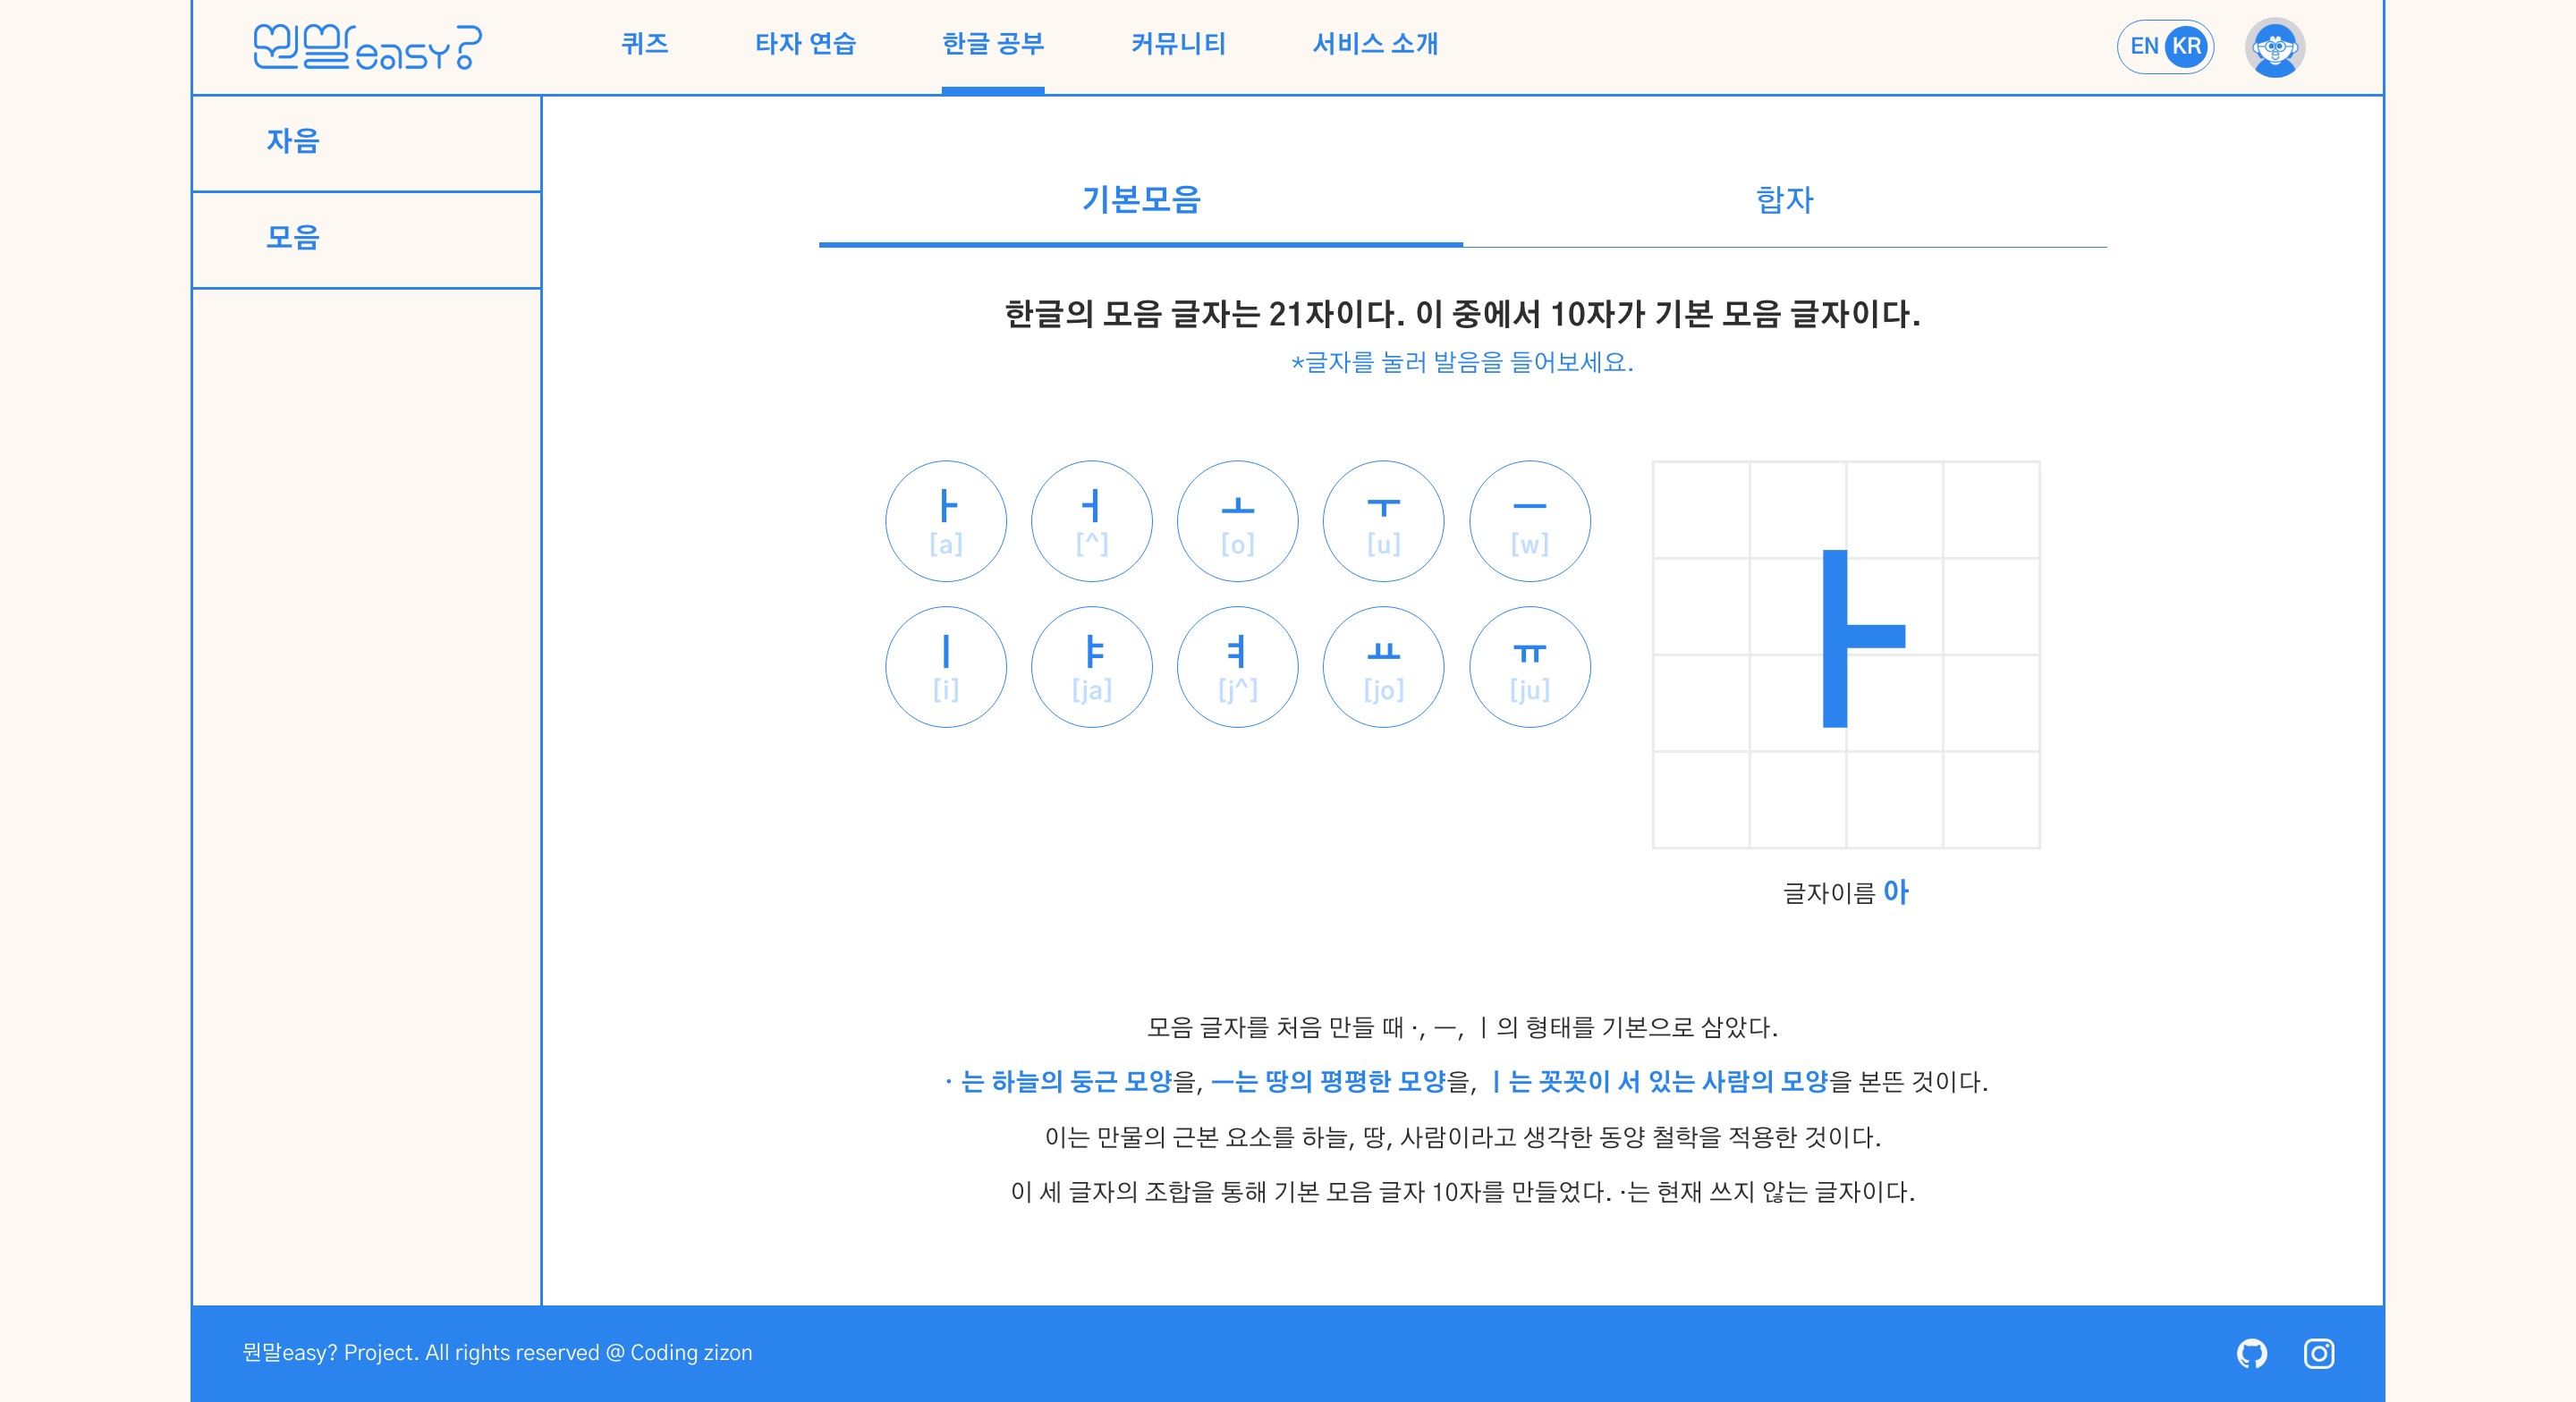 뭔말easy?
퀴즈 타자 연습 한글 공부 커뮤니티 서비스 소개
EN KR
자음
모음
기본모음 합자
한글의 모음 글자는 21자이다. 이 중에서 10자가 기본 모음 글자이다.
*글자를 눌러 발음을 들어보세요.
ㅏ ㅓ ㅗ ㅜ ㅡ
[a] [^] [o] [u] [w]
ㅣ ㅑ ㅕ ㅛ ㅠ
[i] [ja] [j^] [jo] [ju]
ㅏ
글자이름 아
모음 글자를 처음 만들 때 ·, ㅡ, ㅣ의 형태를 기본으로 삼았다.
· 는 하늘의 둥근 모양을, ㅡ는 땅의 평평한 모양을, ㅣ는 꼿꼿이 서 있는 사람의 모양을 본뜬 것이다.
이는 만물의 근본 요소를 하늘, 땅, 사람이라고 생각한 동양 철학을 적용한 것이다.
이 세 글자의 조합을 통해 기본 모음 글자 10자를 만들었다. ·는 현재 쓰지 않는 글자이다.
뭔말easy? Project. All rights reserved @ Coding zizon